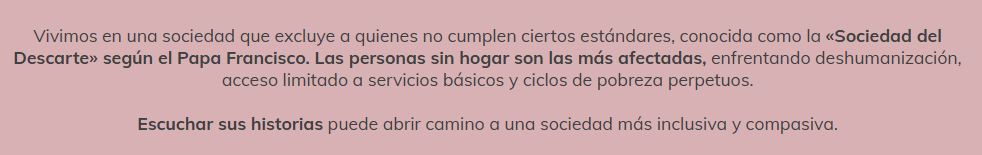 Vivimos en una sociedad que excluye a quienes no cumplen ciertos estándares, conocida como la «Sociedad del
Descarte» según el Papa Francisco. Las personas sin hogar son las más afectadas, enfrentando deshumanización,
acceso limitado a servicios básicos y ciclos de pobreza perpetuos.
Escuchar sus historias puede abrir camino a una sociedad más inclusiva y compasiva.